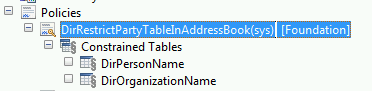 Policies
DirRestrictPartyTableInAddressBook(sys) [Foundation]
Constrained Tables
DirPersonName
DirOrganizationName